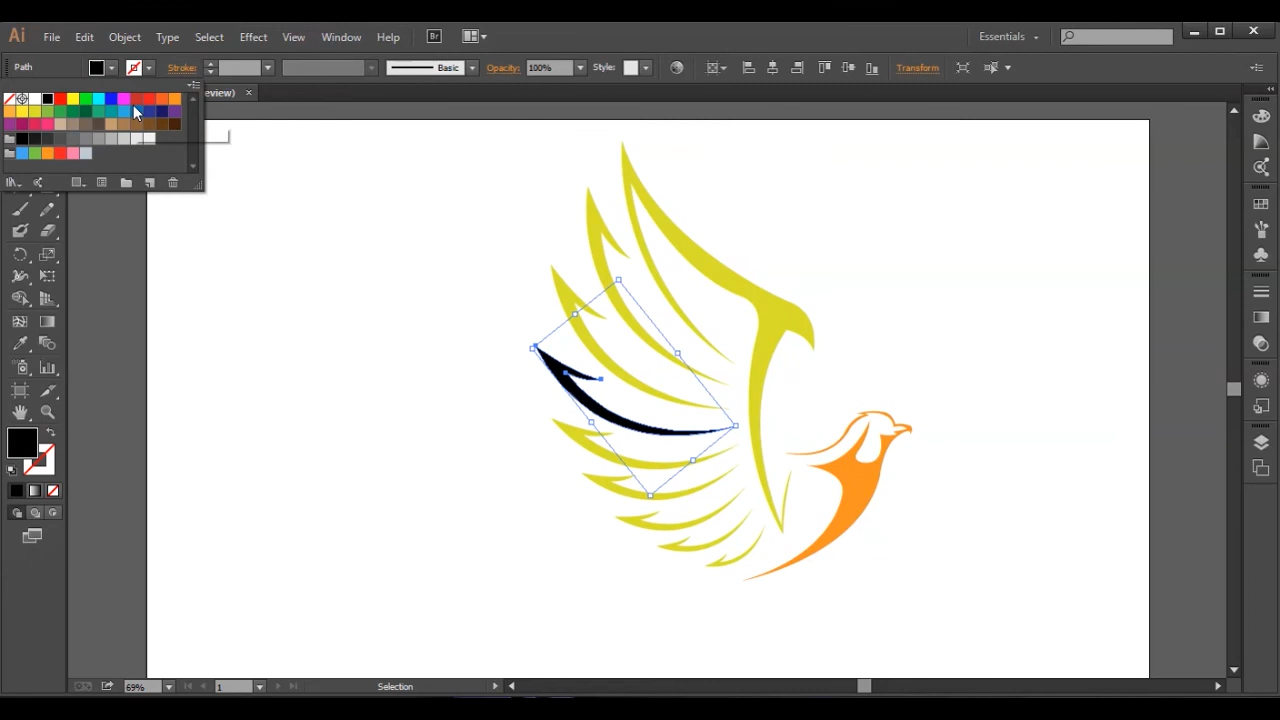 Ai File Edit Object Type Select Effect View Window Help Br Essentials
Path Stroke: Basic Opacity: 100% Style: Transform
eview) ×
69% 1 Selection